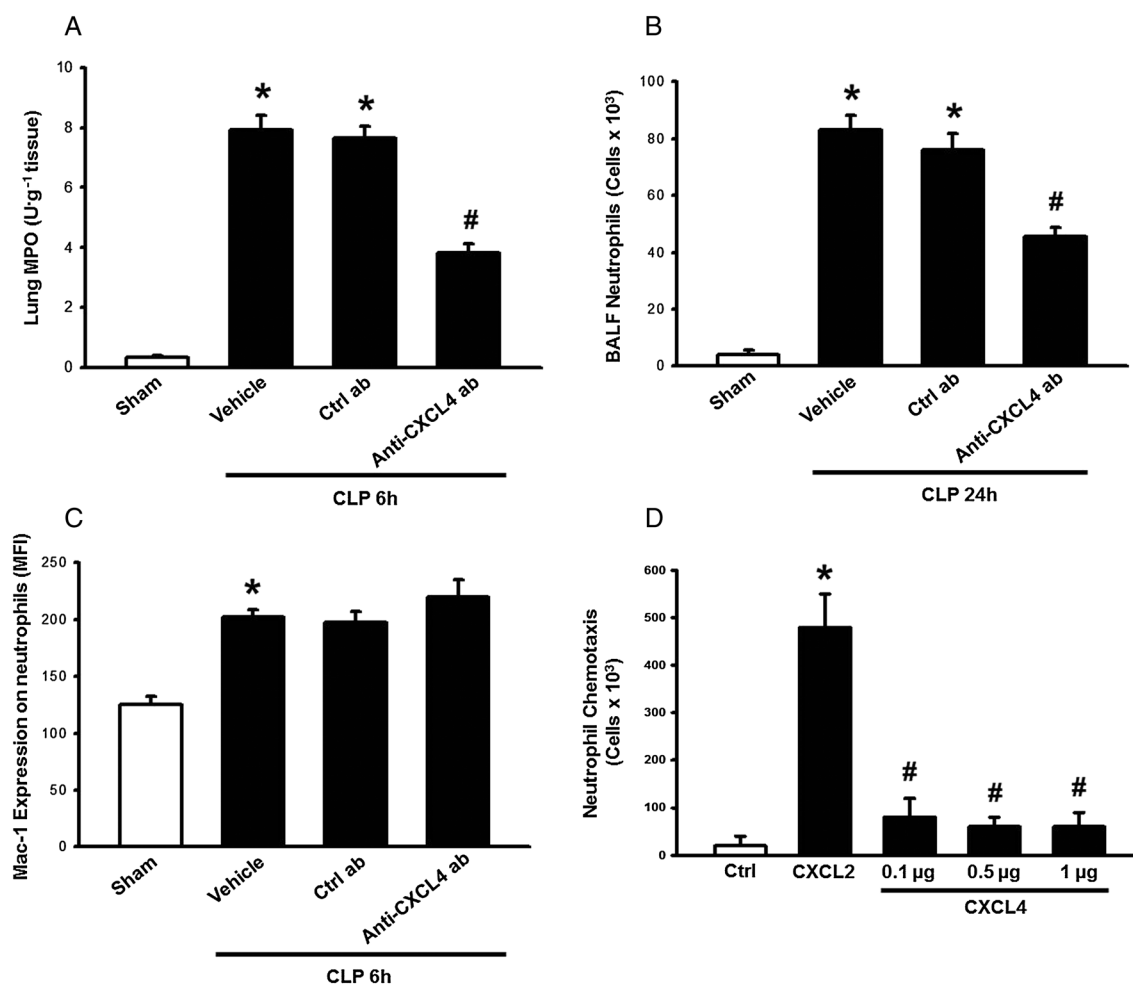 A
Lung MPO (U·g⁻¹ tissue)
10
8
6
4
2
0
*
*
#
Sham
Vehicle
Ctrl ab
Anti-CXCL4 ab
CLP 6h
B
BALF Neutrophils (Cells x 10³)
100
80
60
40
20
0
*
*
#
Sham
Vehicle
Ctrl ab
Anti-CXCL4 ab
CLP 24h
C
Mac-1 Expression on neutrophils (MFI)
250
200
150
100
50
0
*
Sham
Vehicle
Ctrl ab
Anti-CXCL4 ab
CLP 6h
D
Neutrophil Chemotaxis
(Cells x 10³)
600
500
400
300
200
100
0
*
#
#
#
Ctrl
CXCL2
0.1 µg
0.5 µg
1 µg
CXCL4